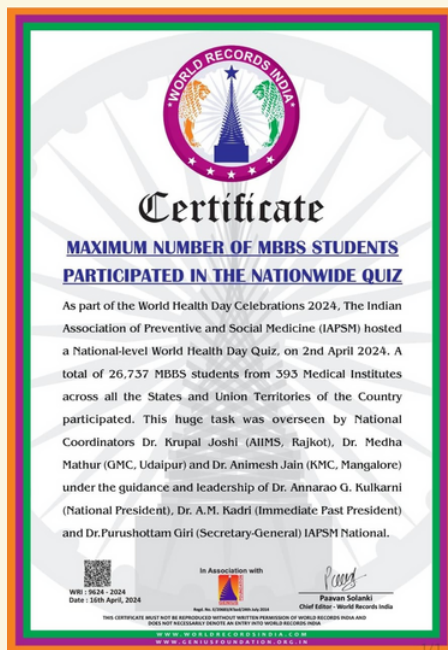 WORLD RECORDS INDIA
Certificate
MAXIMUM NUMBER OF MBBS STUDENTS
PARTICIPATED IN THE NATIONWIDE QUIZ
As part of the World Health Day Celebrations 2024, The Indian
Association of Preventive and Social Medicine (IAPSM) hosted
a National-level World Health Day Quiz, on 2nd April 2024. A
total of 26,737 MBBS students from 393 Medical Institutes
across all the States and Union Territories of the Country
participated. This huge task was overseen by National
Coordinators Dr. Krupal Joshi (AIIMS, Rajkot), Dr. Medha
Mathur (GMC, Udaipur) and Dr. Animesh Jain (KMC, Mangalore)
under the guidance and leadership of Dr. Annarao G. Kulkarni
(National President), Dr. A.M. Kadri (Immediate Past President)
and Dr.Purushottam Giri (Secretary-General) IAPSM National.
In Association with
WRI : 9624 - 2024
Date : 16th April, 2024
Paavan Solanki
Chief Editor - World Records India
THIS CERTIFICATE MUST NOT BE REPRODUCED WITHOUT WRITTEN PERMISSION OF WORLD RECORDS INDIA AND
DOES NOT NECESSARILY DENOTE AN ENTRY INTO WORLD RECORDS INDIA
WWW.WORLDRECORDSINDIA.COM
WWW.GENIUSFOUNDATION.ORG.IN